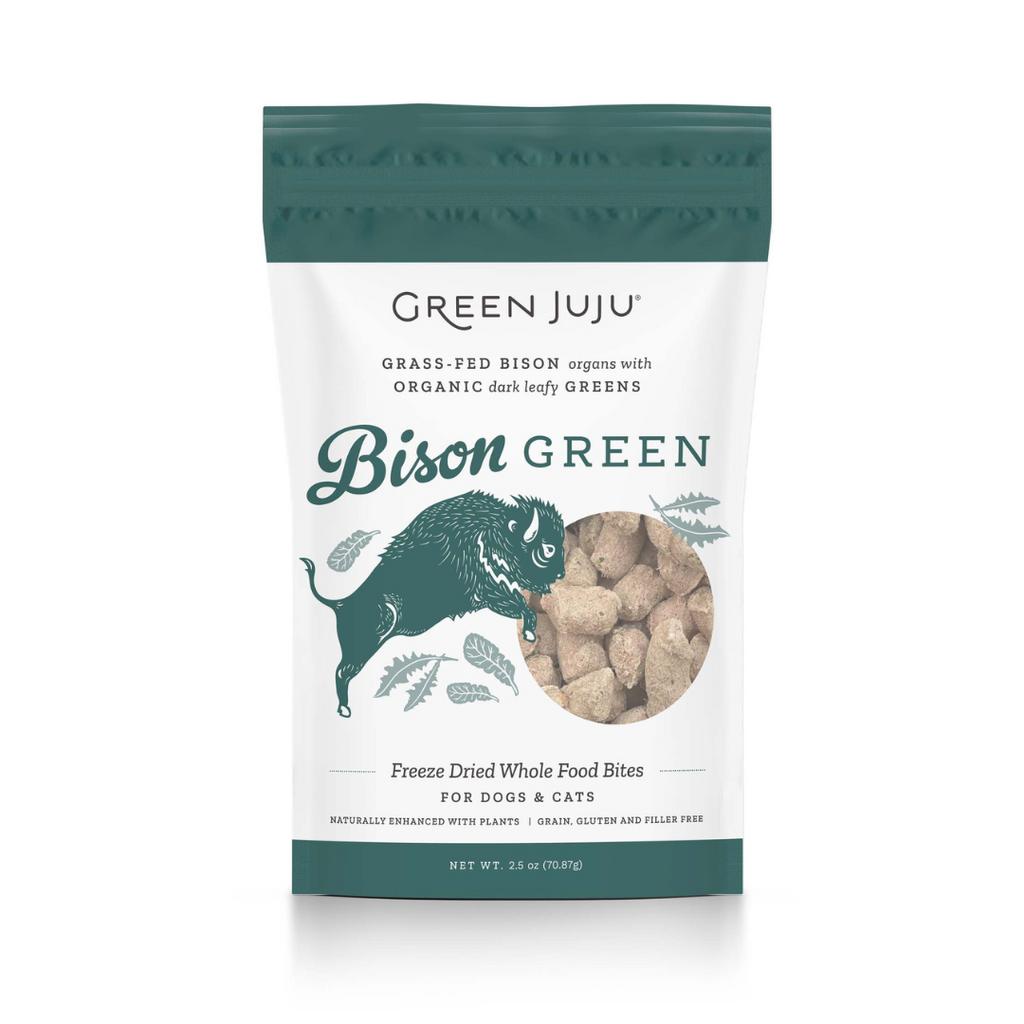 GREEN JUJU®
GRASS-FED BISON organs with
ORGANIC dark leafy GREENS
Bison GREEN
Freeze Dried Whole Food Bites
FOR DOGS & CATS
NATURALLY ENHANCED WITH PLANTS | GRAIN, GLUTEN AND FILLER FREE
NET WT. 2.5 oz (70.87g)